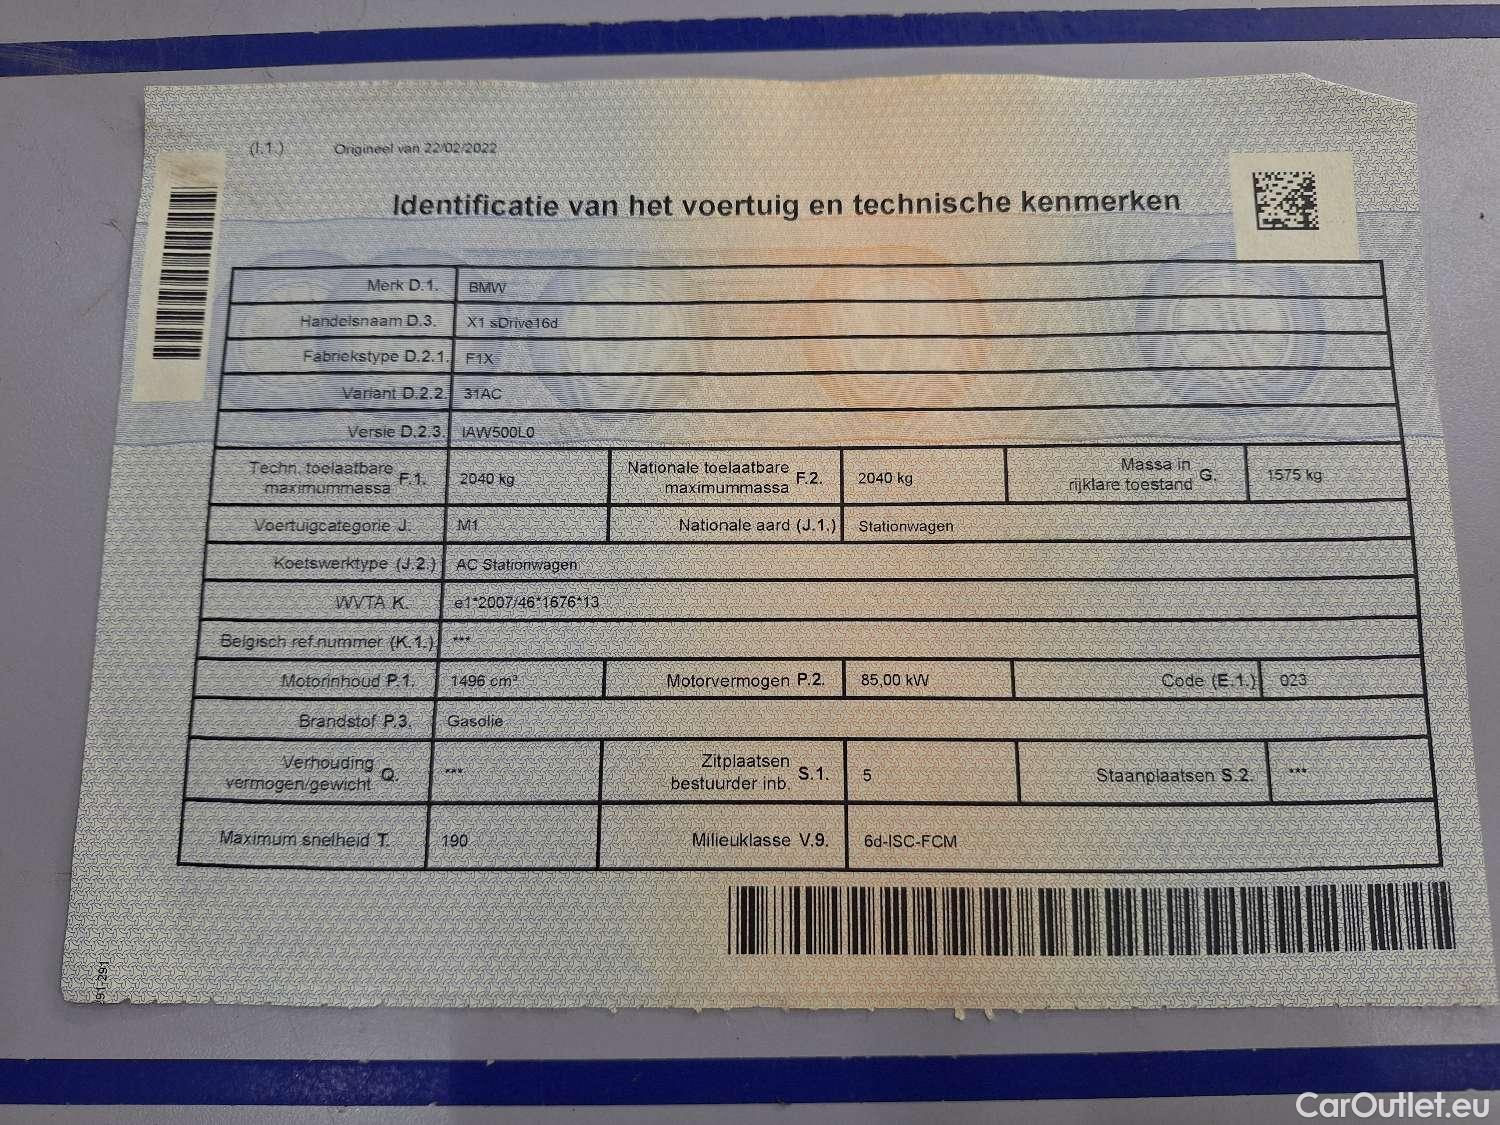 (I.1.) Origineel van 22/02/2022
Identificatie van het voertuig en technische kenmerken
Merk D.1. BMW
Handelsnaam D.3. X1 sDrive16d
Fabriekstype D.2.1. F1X
Variant D.2.2. 31AC
Versie D.2.3. IAW500L0
Techn. toelaatbare maximummassa F.1. 2040 kg Nationale toelaatbare maximummassa F.2. 2040 kg Massa in rijklare toestand G. 1575 kg
Voertuigcategorie J. M1 Nationale aard (J.1.) Stationwagen
Koetswerktype (J.2.) AC Stationwagen
WVTA K. e1*2007/46*1676*13
Belgisch ref.nummer (K.1.) ***
Motorinhoud P.1. 1496 cm³ Motorvermogen P.2. 85,00 kW Code (E.1.) 023
Brandstof P.3. Gasolie
Verhouding vermogen/gewicht Q. *** Zitplaatsen bestuurder inb. S.1. 5 Staanplaatsen S.2. ***
Maximum snelheid T. 190 Milieuklasse V.9. 6d-ISC-FCM
CarOutlet.eu